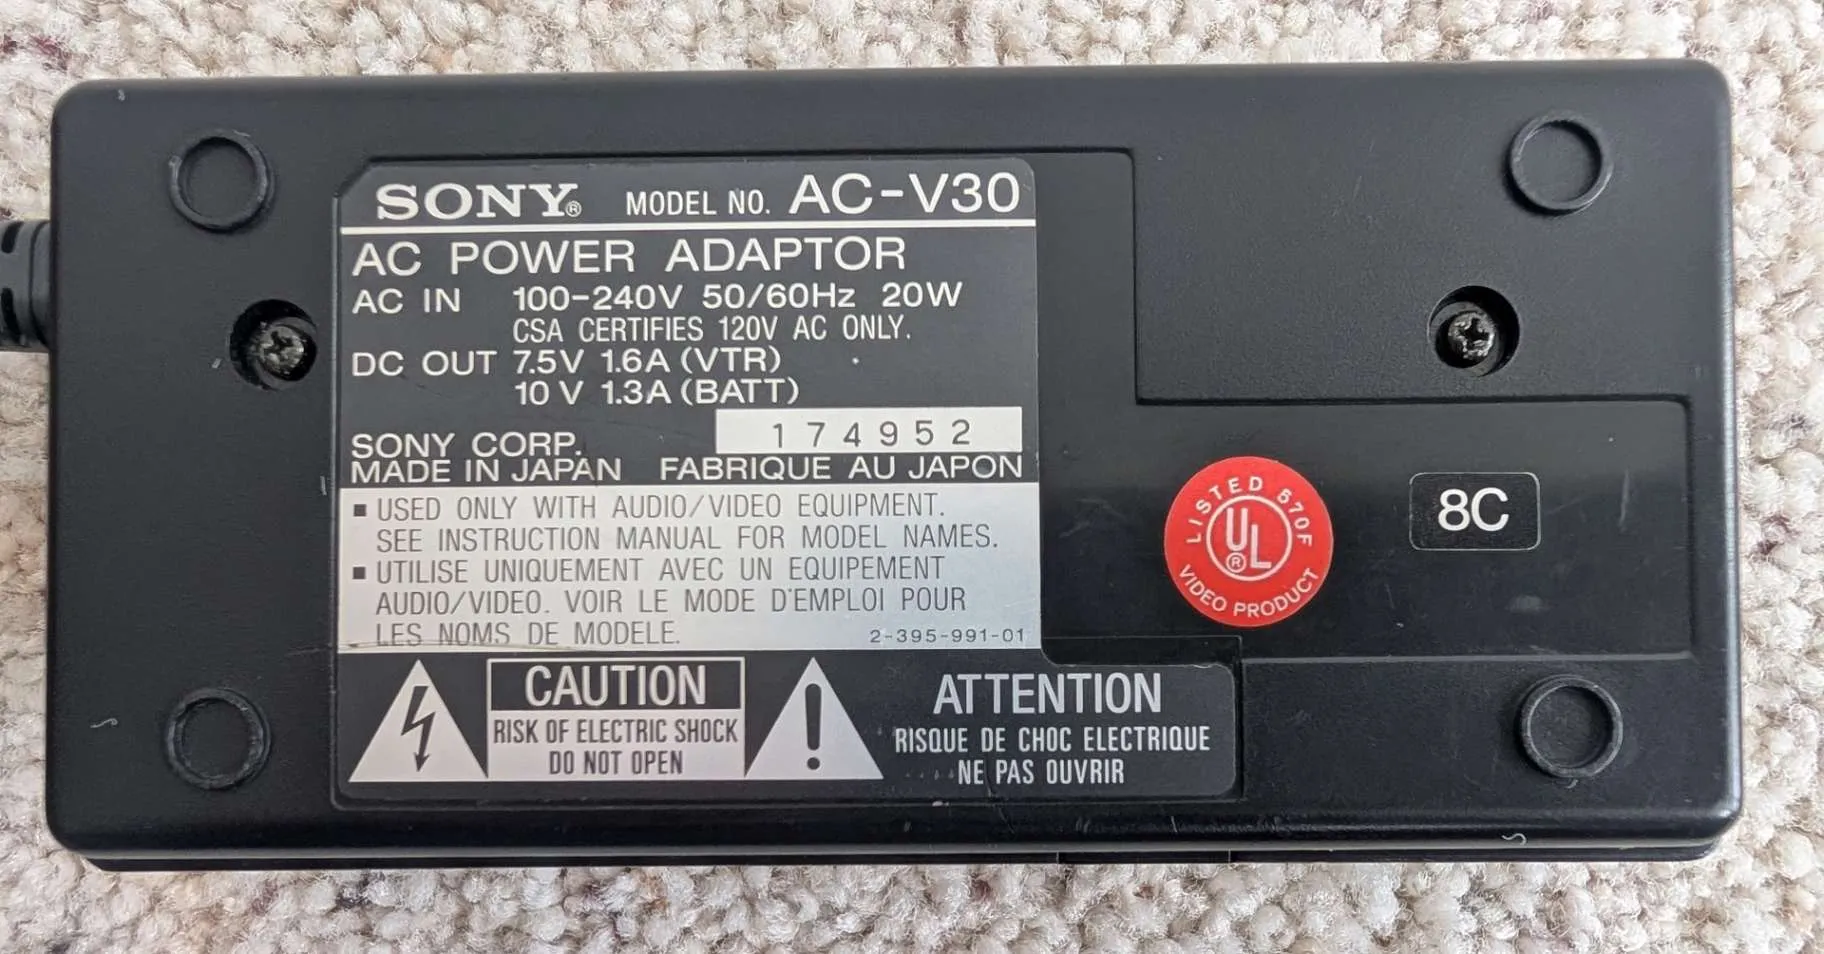 SONY® MODEL NO. AC-V30
AC POWER ADAPTOR
AC IN 100-240V 50/60Hz 20W
CSA CERTIFIES 120V AC ONLY.
DC OUT 7.5V 1.6A (VTR)
10 V 1.3A (BATT)
174952
SONY CORP.
MADE IN JAPAN FABRIQUE AU JAPON
▪ USED ONLY WITH AUDIO/VIDEO EQUIPMENT.
SEE INSTRUCTION MANUAL FOR MODEL NAMES.
▪ UTILISE UNIQUEMENT AVEC UN EQUIPEMENT
AUDIO/VIDEO. VOIR LE MODE D'EMPLOI POUR
LES NOMS DE MODELE. 2-395-991-01
CAUTION
RISK OF ELECTRIC SHOCK
DO NOT OPEN
ATTENTION
RISQUE DE CHOC ELECTRIQUE
NE PAS OUVRIR
LISTED 570F
UL®
VIDEO PRODUCT
8C